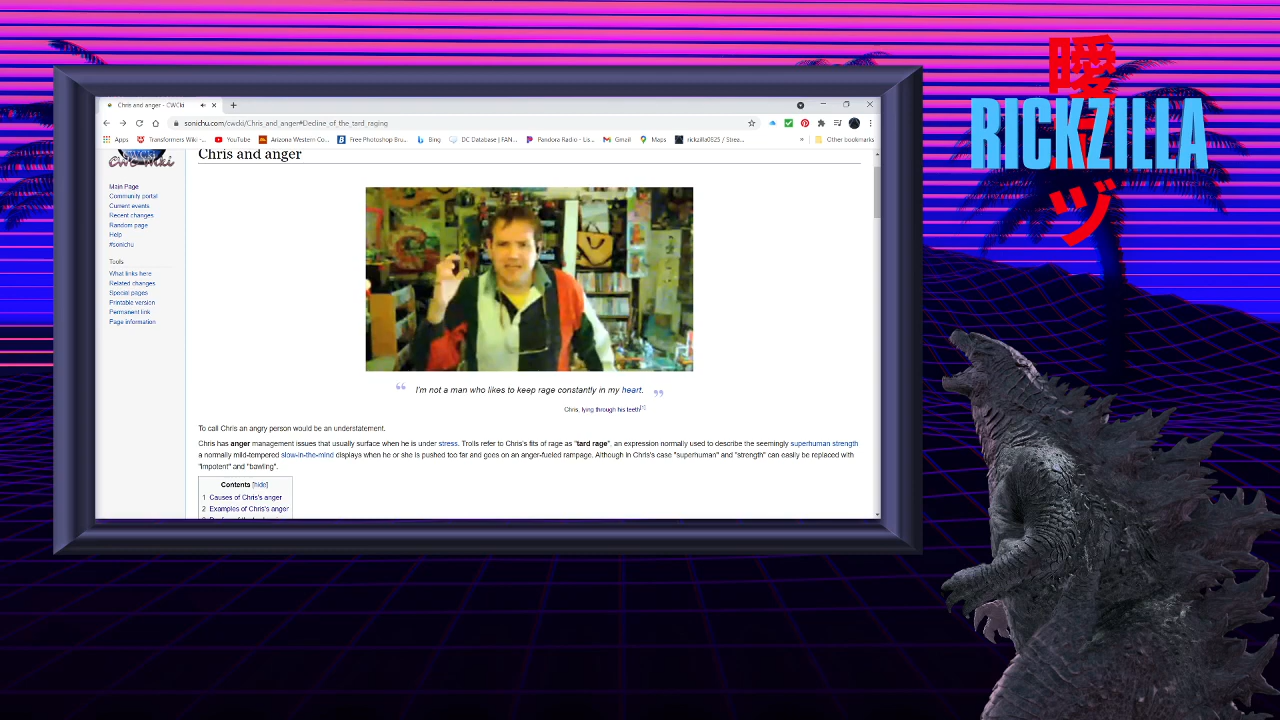 Chris and anger - CWCki
sonichu.com/cwcki/Chris_and_anger#Decline_of_the_tard_raging
Apps
Transformers Wiki -...
YouTube
Arizona Western Co...
Free Photoshop Bru...
Bing
DC Database | FAN...
Pandora Radio - Lis...
Gmail
Maps
rickzilla0825 / Strea...
»
Other bookmarks
Chris and anger
Main Page
Community portal
Current events
Recent changes
Random page
Help
#sonichu
Tools
What links here
Related changes
Special pages
Printable version
Permanent link
Page information
“ I'm not a man who likes to keep rage constantly in my heart. ”
Chris, lying through his teeth[1]
To call Chris an angry person would be an understatement.
Chris has anger management issues that usually surface when he is under stress. Trolls refer to Chris's fits of rage as "tard rage", an expression normally used to describe the seemingly superhuman strength
a normally mild-tempered slow-in-the-mind displays when he or she is pushed too far and goes on an anger-fueled rampage. Although in Chris's case "superhuman" and "strength" can easily be replaced with
"impotent" and "bawling".
Contents [hide]
1 Causes of Chris's anger
2 Examples of Chris's anger
RICKZILLA